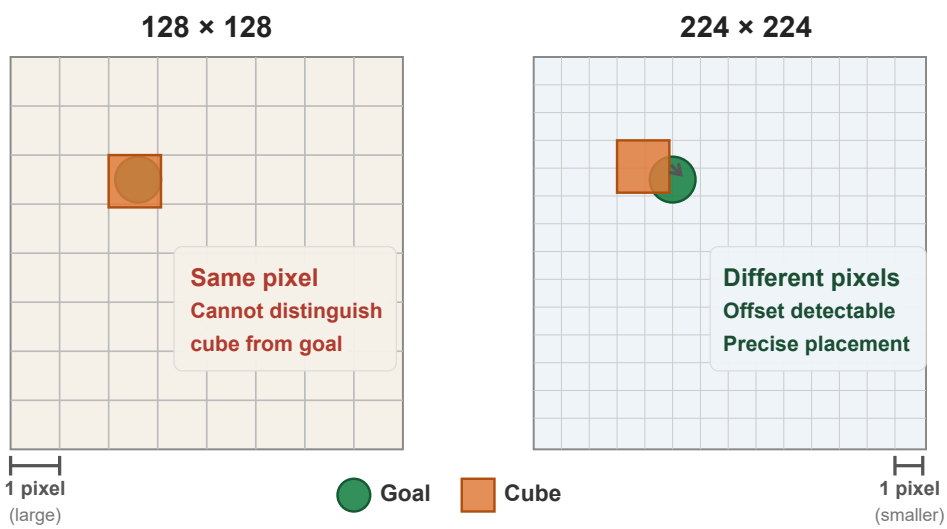 128 × 128
224 × 224
Same pixel
Cannot distinguish
cube from goal
Different pixels
Offset detectable
Precise placement
1 pixel
(large)
Goal
Cube
1 pixel
(smaller)